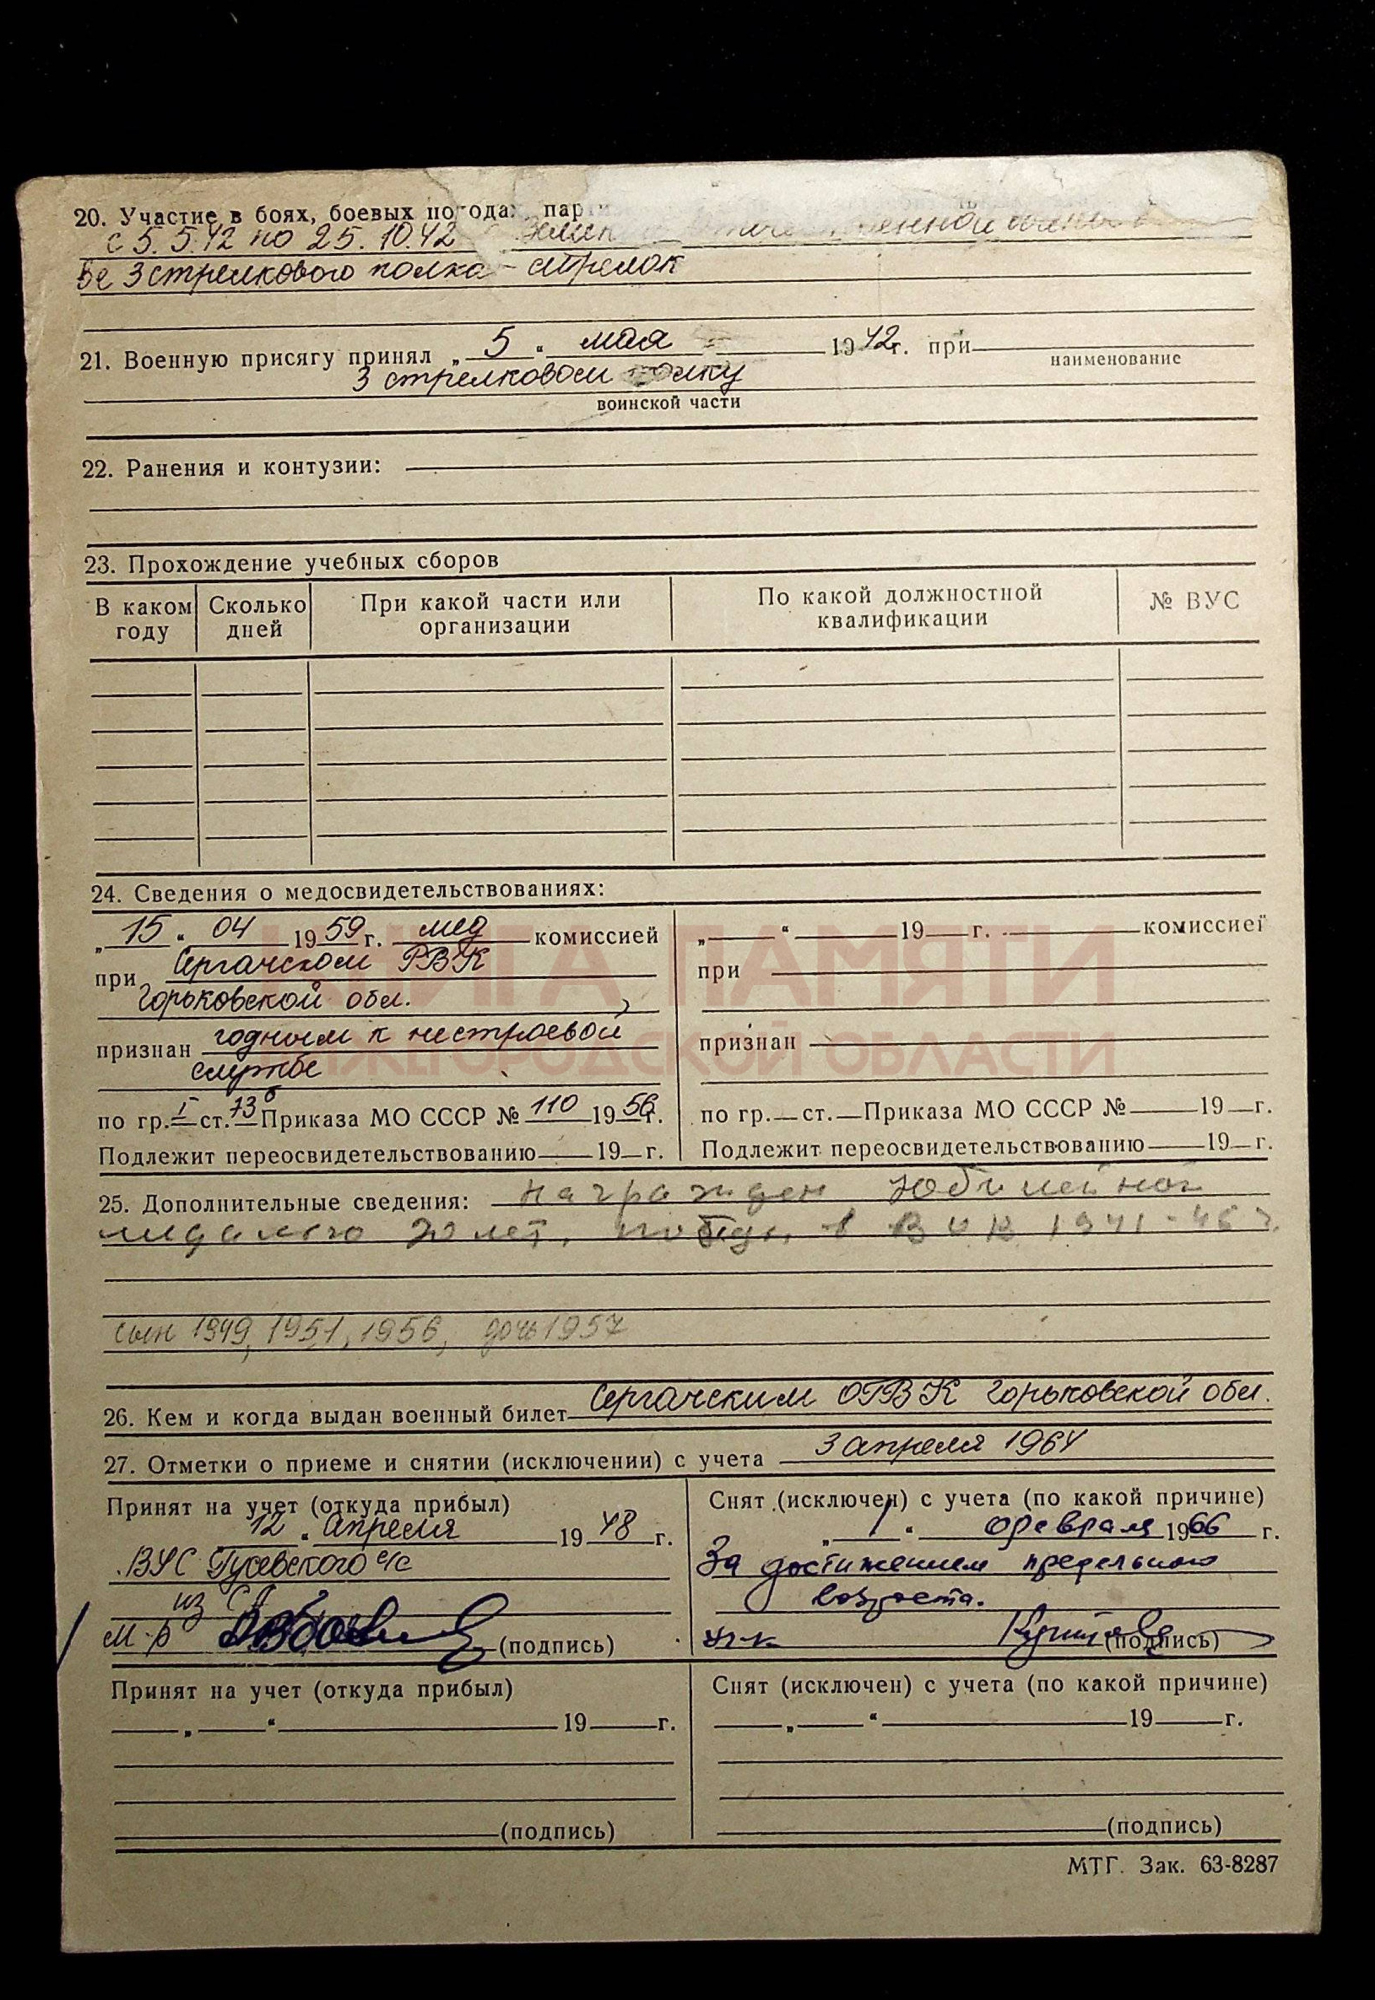 20. Участие в боях, боевых походах, парти
с 5.5.42 по 25.10.42
3 стрелкового полка - стрелок
21. Военную присягу принял „ 5 “ мая 1942г. при
наименование
3 стрелковом полку
воинской части
22. Ранения и контузии:
23. Прохождение учебных сборов
В каком году Сколько дней При какой части или организации По какой должностной квалификации № ВУС
24. Сведения о медосвидетельствованиях:
„ 15 “ 04 1959 г. мед комиссией
при Сергачском РВК
Горьковской обл.
признан годным к нестроевой
службе
по гр. I ст. 73б Приказа МО СССР № 110 1956 г.
Подлежит переосвидетельствованию 19 г.
„ “ 19 г. комиссией
при
признан
по гр. ст. Приказа МО СССР № 19 г.
Подлежит переосвидетельствованию 19 г.
КНИГА ПАМЯТИ
НИЖЕГОРОДСКОЙ ОБЛАСТИ
25. Дополнительные сведения: награжден юбилейной
медалью 20 лет, победы в ВОВ 1941-45 г.
сын 1949, 1951, 1956, дочь 1957
26. Кем и когда выдан военный билет Сергачским ОГВК Горьковской обл.
3 апреля 1964
27. Отметки о приеме и снятии (исключении) с учета
Принят на учет (откуда прибыл)
12 „ апреля 1948 г.
ВУС Гусевского с/с
из
м-р (подпись)
Снят (исключен) с учета (по какой причине)
„ 1 “ февраля 1966 г.
За достижением предельного
возраста.
(подпись)
Принят на учет (откуда прибыл)
„ “ 19 г.
(подпись)
Снят (исключен) с учета (по какой причине)
„ “ 19 г.
(подпись)
МТГ. Зак. 63-8287